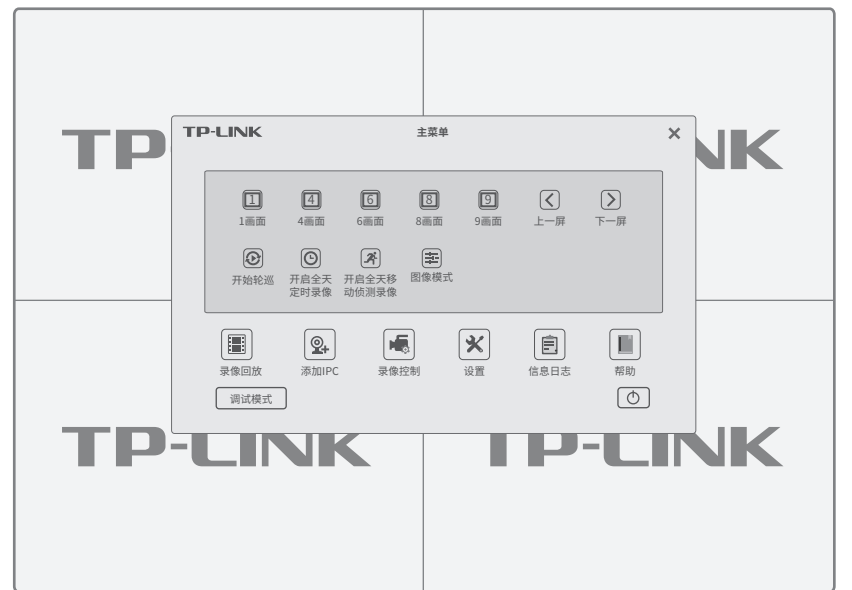 TP-LINK 主菜单
1 4 6 8 9
1画面 4画面 6画面 8画面 9画面 上一屏 下一屏
开始轮巡 开启全天 开启全天移 图像模式
定时录像 动侦测录像
录像回放 添加IPC 录像控制 设置 信息日志 帮助
调试模式
TP-LINK TP-LINK